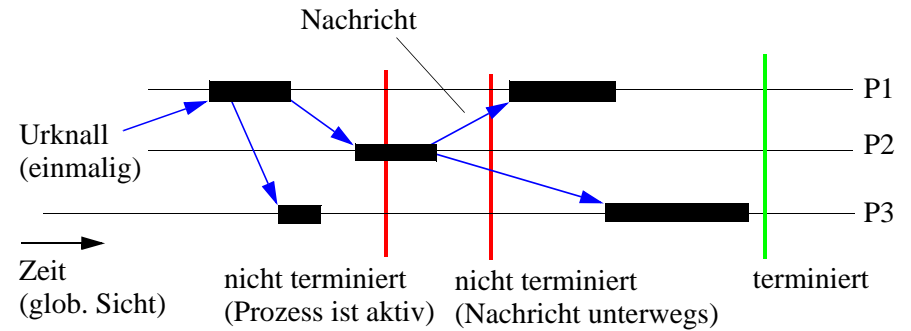 Nachricht
P1
Urknall
(einmalig)
P2
P3
Zeit
(glob. Sicht)
nicht terminiert
(Prozess ist aktiv)
nicht terminiert
(Nachricht unterwegs)
terminiert